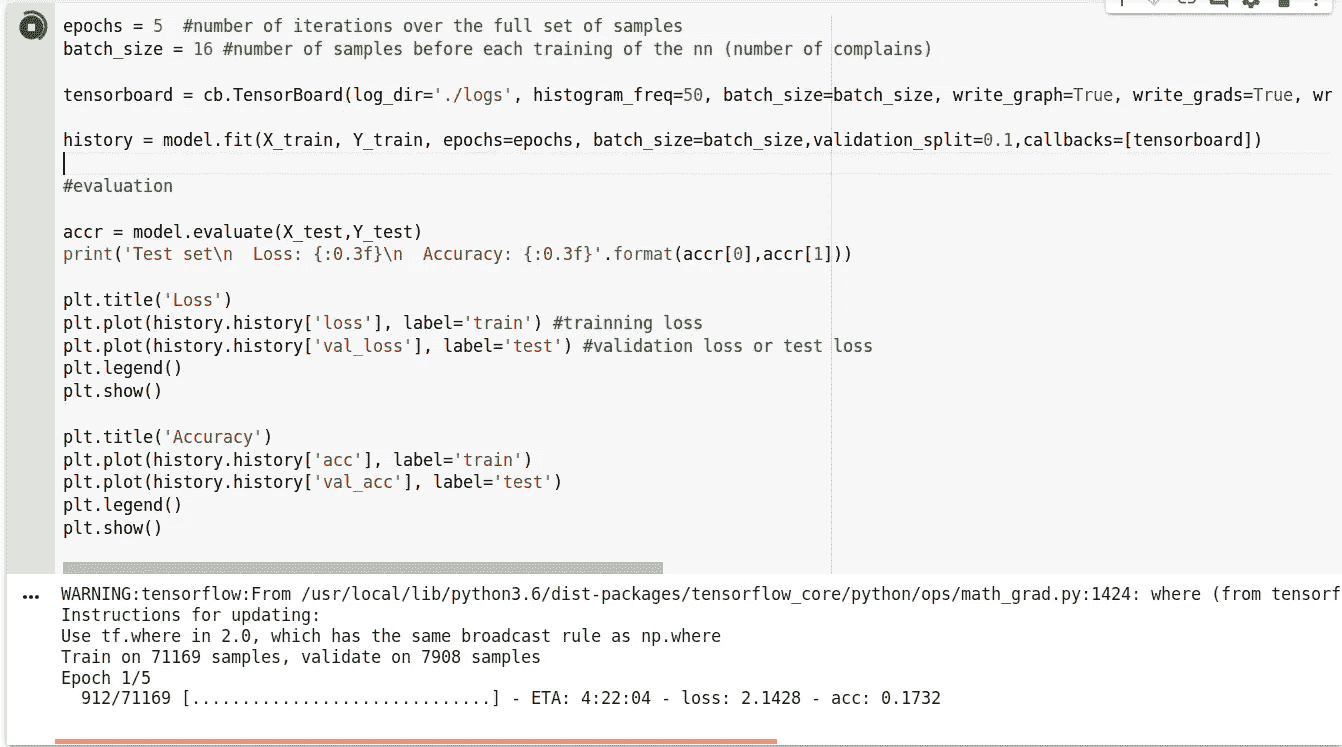 epochs = 5  #number of iterations over the full set of samples
batch_size = 16 #number of samples before each training of the nn (number of complains)
tensorboard = cb.TensorBoard(log_dir='./logs', histogram_freq=50, batch_size=batch_size, write_graph=True, write_grads=True, wr
history = model.fit(X_train, Y_train, epochs=epochs, batch_size=batch_size,validation_split=0.1,callbacks=[tensorboard])
#evaluation
accr = model.evaluate(X_test,Y_test)
print('Test set\n  Loss: {:0.3f}\n  Accuracy: {:0.3f}'.format(accr[0],accr[1]))
plt.title('Loss')
plt.plot(history.history['loss'], label='train') #trainning loss
plt.plot(history.history['val_loss'], label='test') #validation loss or test loss
plt.legend()
plt.show()
plt.title('Accuracy')
plt.plot(history.history['acc'], label='train')
plt.plot(history.history['val_acc'], label='test')
plt.legend()
plt.show()
WARNING:tensorflow:From /usr/local/lib/python3.6/dist-packages/tensorflow_core/python/ops/math_grad.py:1424: where (from tensorf
Instructions for updating:
Use tf.where in 2.0, which has the same broadcast rule as np.where
Train on 71169 samples, validate on 7908 samples
Epoch 1/5
  912/71169 [..............................] - ETA: 4:22:04 - loss: 2.1428 - acc: 0.1732